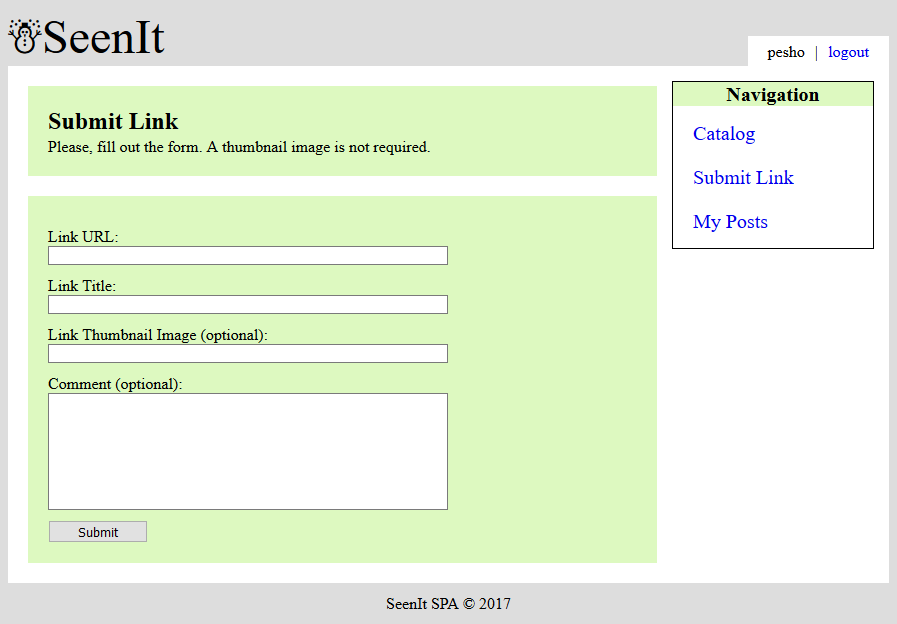 ☃SeenIt
pesho | logout
Submit Link
Please, fill out the form. A thumbnail image is not required.
Link URL:
Link Title:
Link Thumbnail Image (optional):
Comment (optional):
Submit
Navigation
Catalog
Submit Link
My Posts
SeenIt SPA © 2017